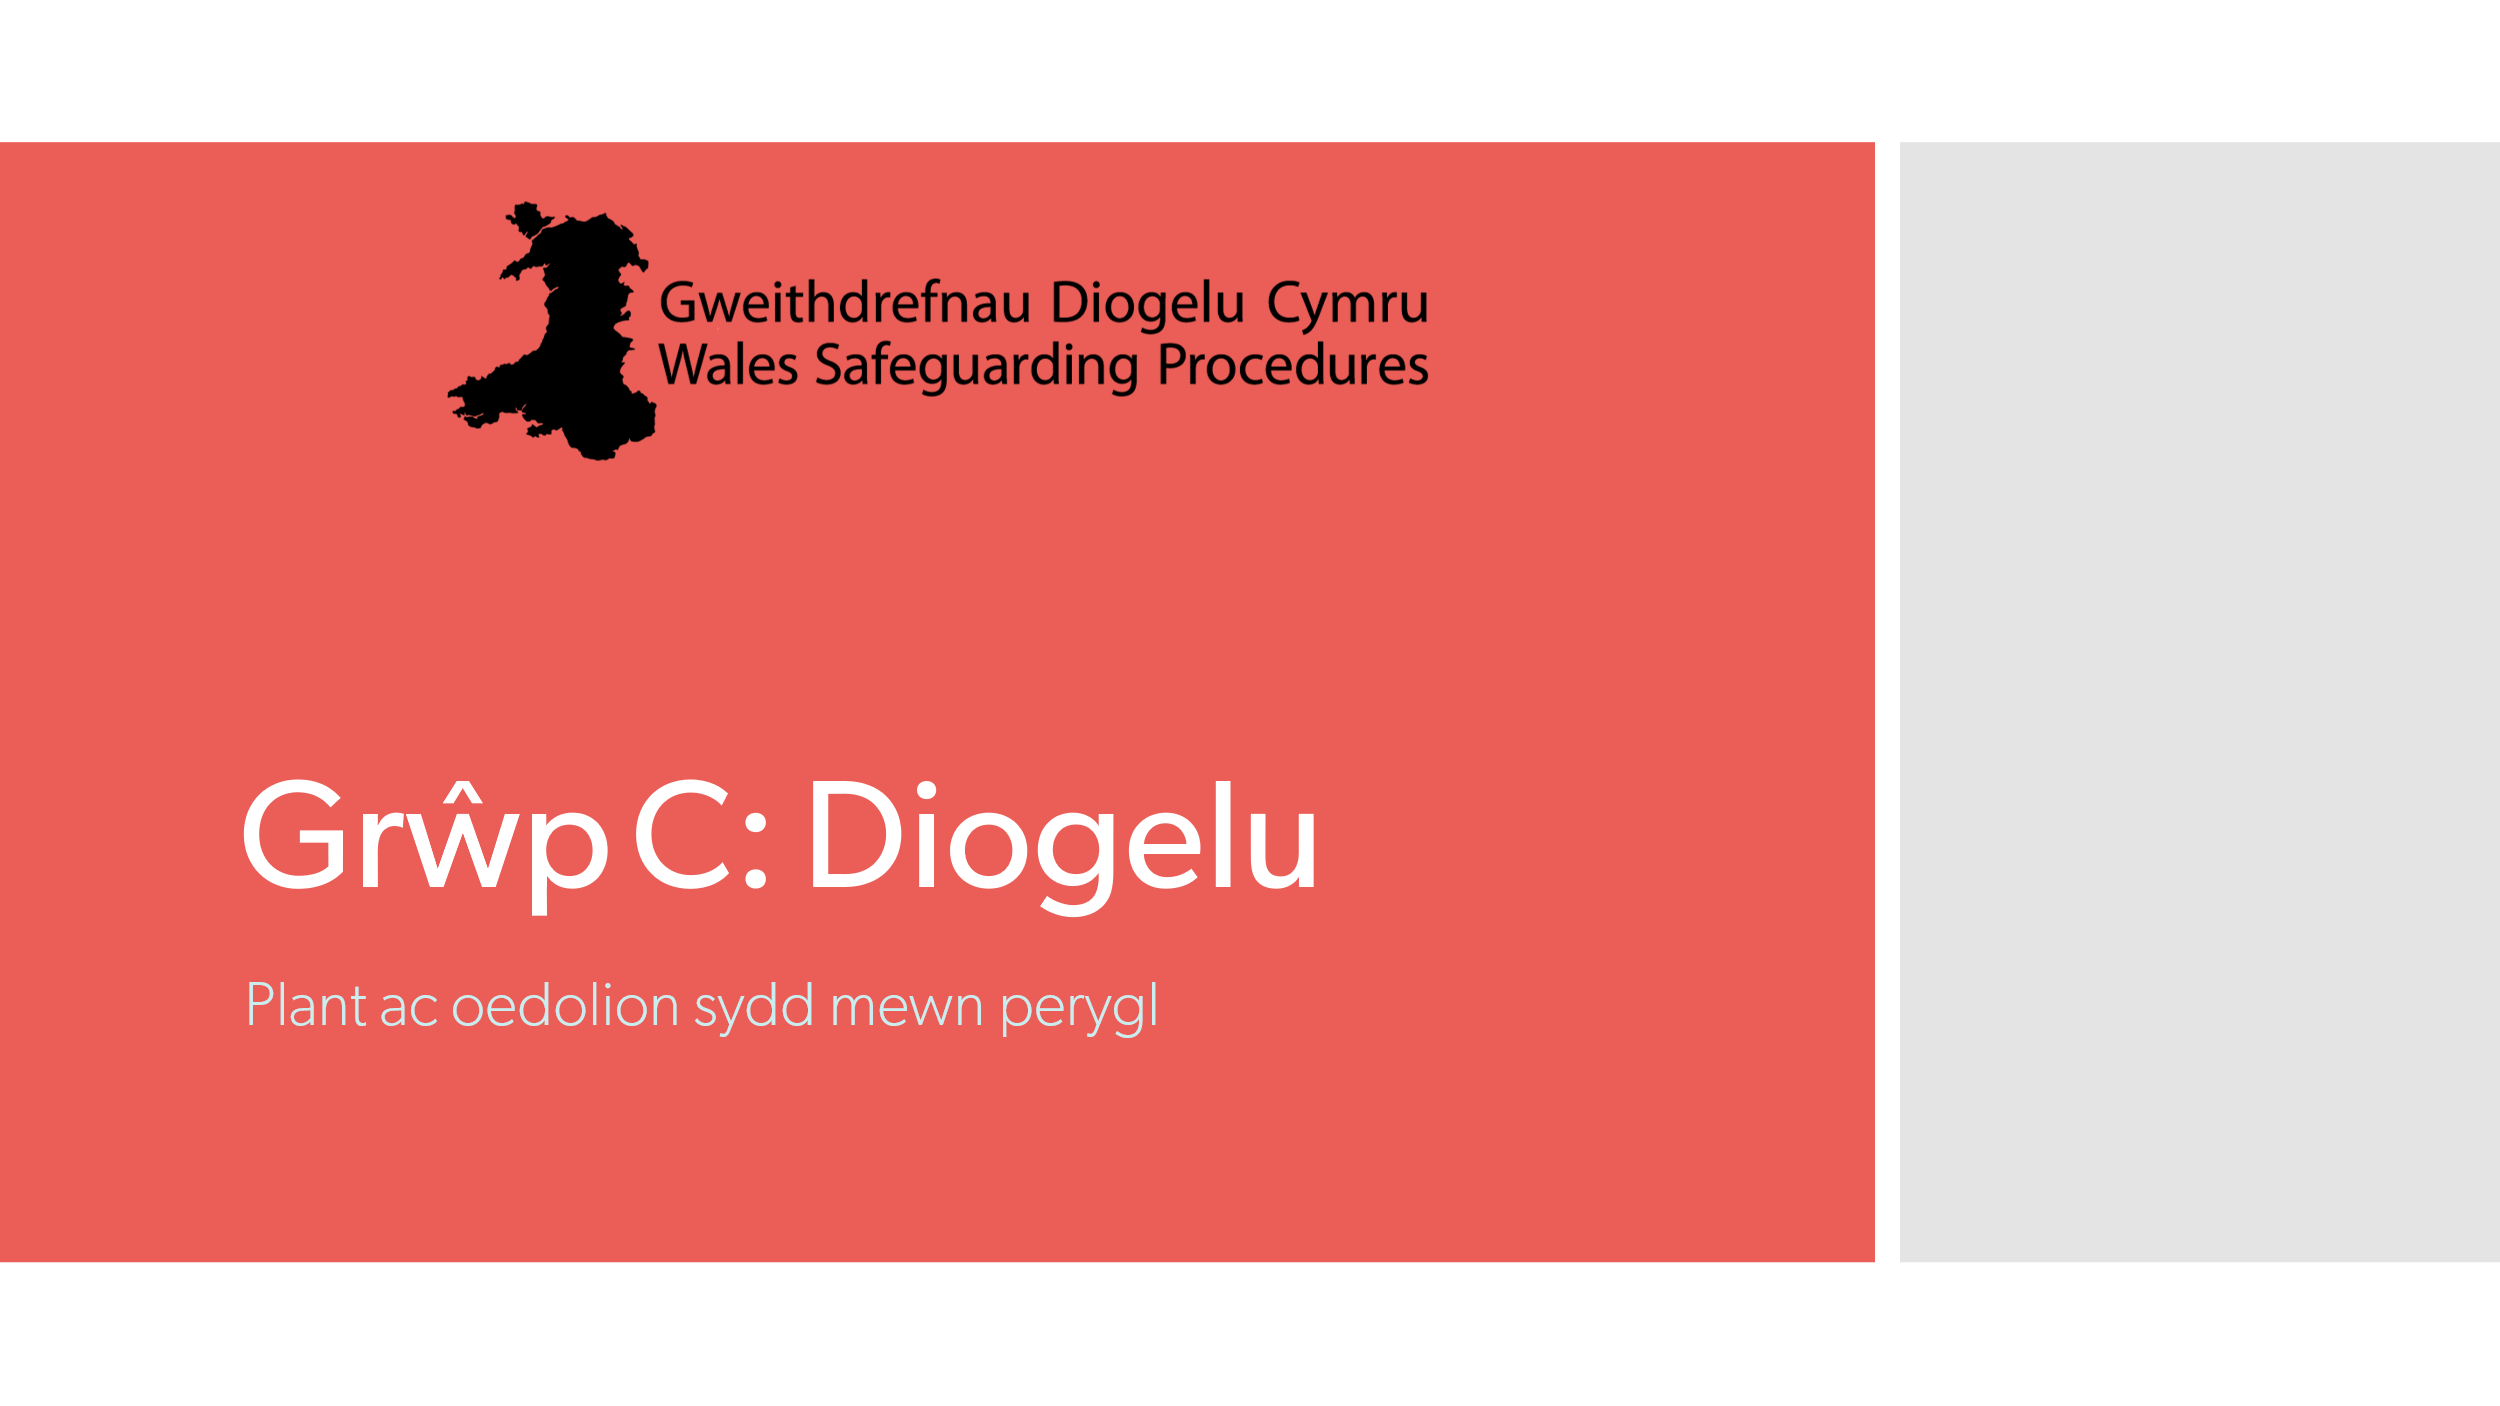 Gweithdrefnau Diogelu Cymru
Wales Safeguarding Procedures
Grŵp C: Diogelu
Plant ac oedolion sydd mewn perygl